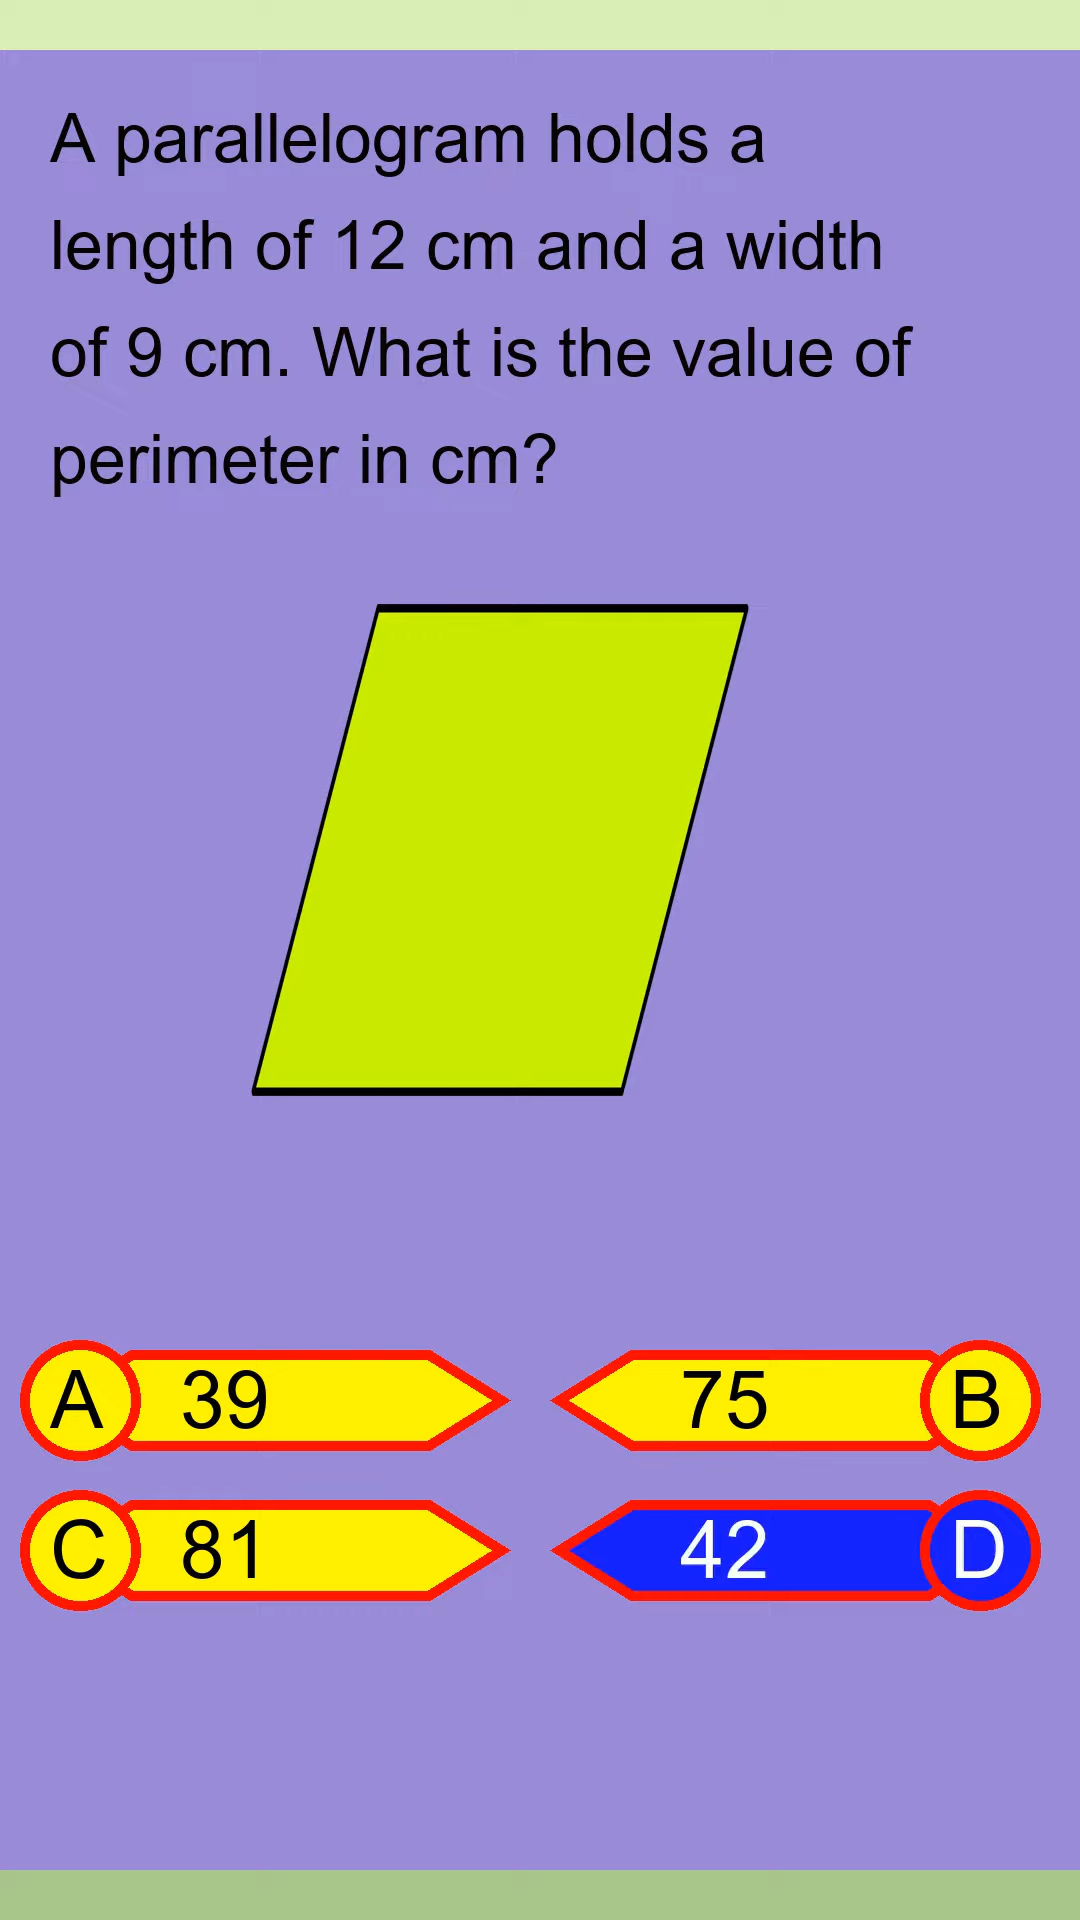 A parallelogram holds a
length of 12 cm and a width
of 9 cm. What is the value of
perimeter in cm?
A 39
75 B
C 81
42 D